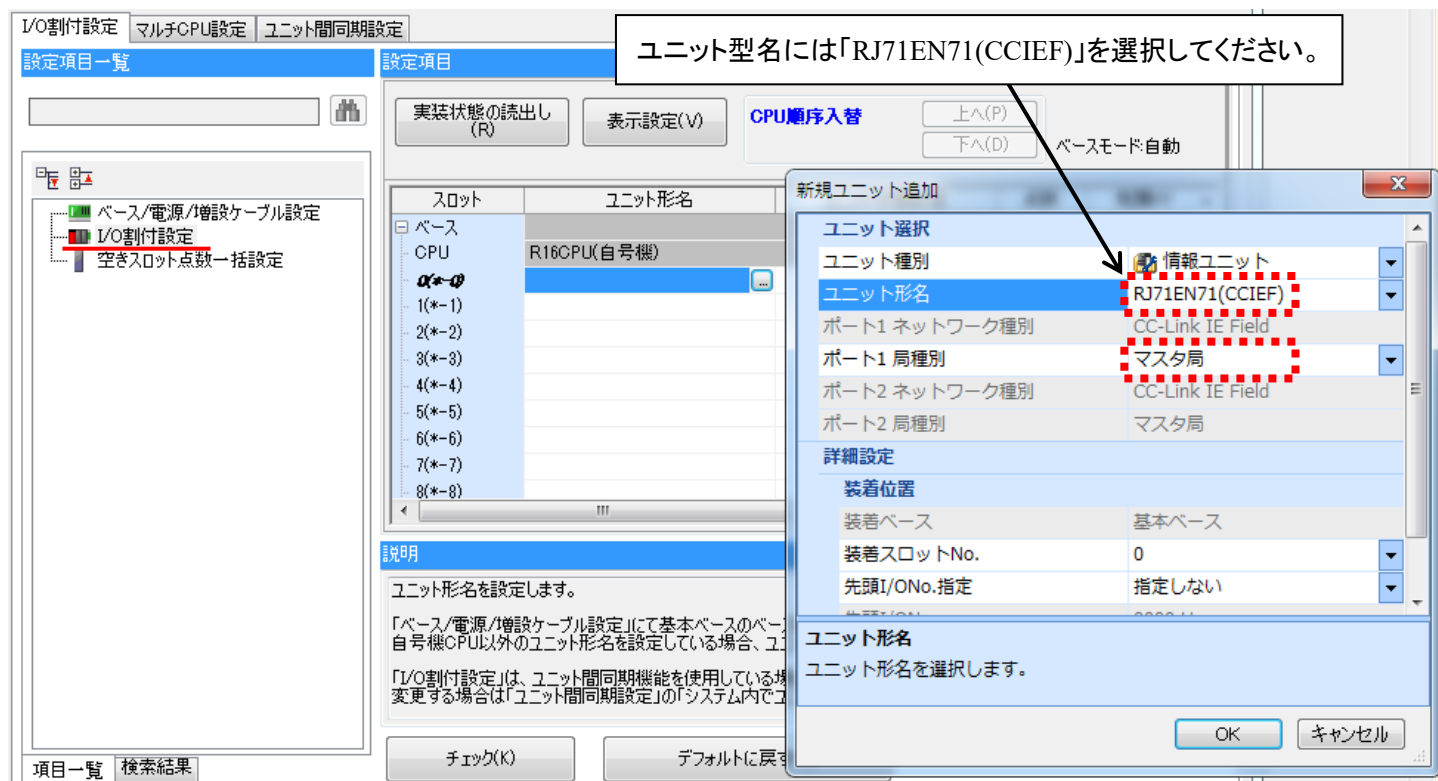 I/O割付設定 マルチCPU設定 ユニット間同期設定
ユニット型名には「RJ71EN71(CCIEF)」を選択してください。
設定項目一覧
設定項目
実装状態の読出し
(R)
表示設定(V)
CPU順序入替
上へ(P)
下へ(D)
ベースモード:自動
ベース/電源/増設ケーブル設定
I/O割付設定
空きスロット点数一括設定
スロット ユニット形名
ベース
CPU R16CPU(自号機)
0(*-0) ...
1(*-1)
2(*-2)
3(*-3)
4(*-4)
5(*-5)
6(*-6)
7(*-7)
8(*-8)
説明
ユニット形名を設定します。
「ベース/電源/増設ケーブル設定」にて基本ベースのベー
自号機CPU以外のユニット形名を設定している場合、ユ
「I/O割付設定」は、ユニット間同期機能を使用している場
変更する場合は「ユニット間同期設定」の「システム内でユ
チェック(K)
デフォルトに戻す
項目一覧 検索結果
新規ユニット追加
ユニット選択
ユニット種別 情報ユニット
ユニット形名 RJ71EN71(CCIEF)
ポート1 ネットワーク種別 CC-Link IE Field
ポート1 局種別 マスタ局
ポート2 ネットワーク種別 CC-Link IE Field
ポート2 局種別 マスタ局
詳細設定
装着位置
装着ベース 基本ベース
装着スロットNo. 0
先頭I/ONo.指定 指定しない
ユニット形名
ユニット形名を選択します。
OK キャンセル